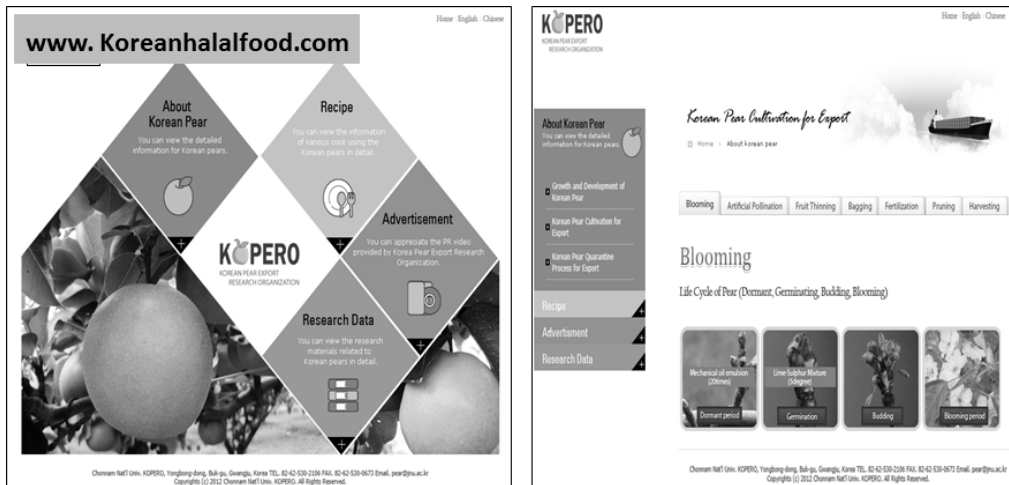 Home · English · Chinese
www. Koreanhalalfood.com
About
Korean Pear
You can view the detailed
information for Korean pears.
Recipe
You can view the information
of various cook using the
Korean pears in detail.
Advertisement
You can appreciate the PR video
provided by Korea Pear Export Research
Organization.
KOPERO
KOREAN PEAR EXPORT
RESEARCH ORGANIZATION
Research Data
You can view the research
materials related to
Korean pears in detail.
Chonnam Nat'l Univ. KOPERO, Yongbong-dong, Buk-gu, Gwangju, Korea TEL. 82-62-530-2106 FAX. 82-62-530-0673 Email. pear@jnu.ac.kr
Copyrights (c) 2012 Chonnam Nat'l Univ. KOPERO. All Rights Reserved.
KOPERO
KOREAN PEAR EXPORT
RESEARCH ORGANIZATION
Home · English · Chinese
About Korean Pear
You can view the detailed
information for Korean pears.
Growth and Development of
Korean Pear
Korean Pear Cultivation for
Export
Korean Pear Quarantine
Process for Export
Recipe
Advertisment
Research Data
Korean Pear Cultivation for Export
Home › About korean pear
Blooming Artificial Pollination Fruit Thinning Bagging Fertilization Pruning Harvesting
Blooming
Life Cycle of Pear (Dormant, Germinating, Budding, Blooming)
Mechanical oil emulsion
(20times)
Dormant period
Lime-Sulphur Mixture
(5degree)
Germination
Budding
Blooming period
Chonnam Nat'l Univ. KOPERO, Yongbong-dong, Buk-gu, Gwangju, Korea TEL. 82-62-530-2106 FAX. 82-62-530-0673 Email. pear@jnu.ac.kr
Copyrights (c) 2012 Chonnam Nat'l Univ. KOPERO. All Rights Reserved.